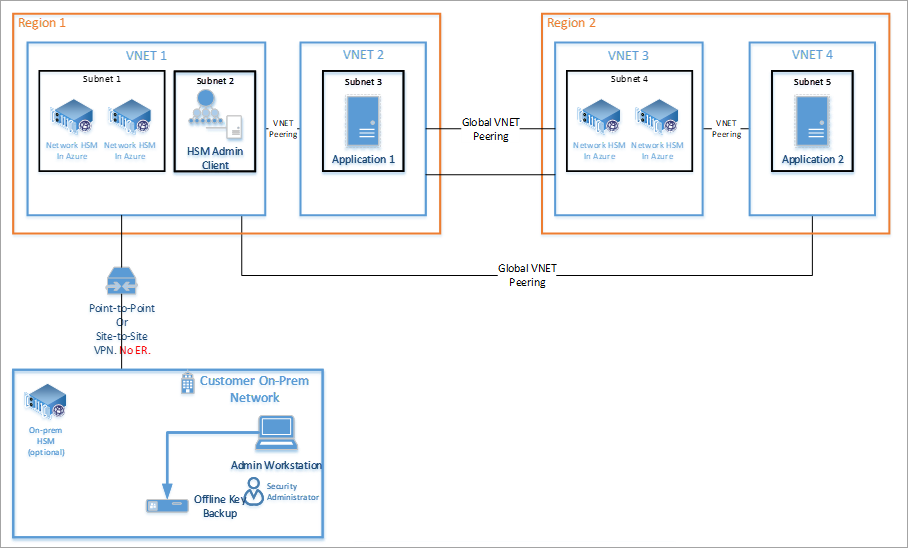 Region 1
VNET 1
Subnet 1
Network HSM
In Azure
Network HSM
In Azure
Subnet 2
HSM Admin
Client
VNET
Peering
VNET 2
Subnet 3
Application 1
Global VNET
Peering
Region 2
VNET 3
Subnet 4
Network HSM
In Azure
Network HSM
In Azure
VNET
Peering
VNET 4
Subnet 5
Application 2
Global VNET
Peering
Point-to-Point
Or
Site-to-Site
VPN. No ER.
Customer On-Prem
Network
On-prem
HSM
(optional)
Admin Workstation
Security
Administrator
Offline Key
Backup